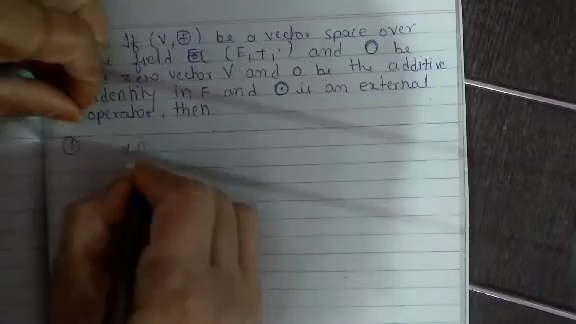 If (V, ⊕) be a vector space over
field (F, +, ·) and O be
zero vector V and 0 be the additive
identity in F and ⊙ is an external
operator, then
①